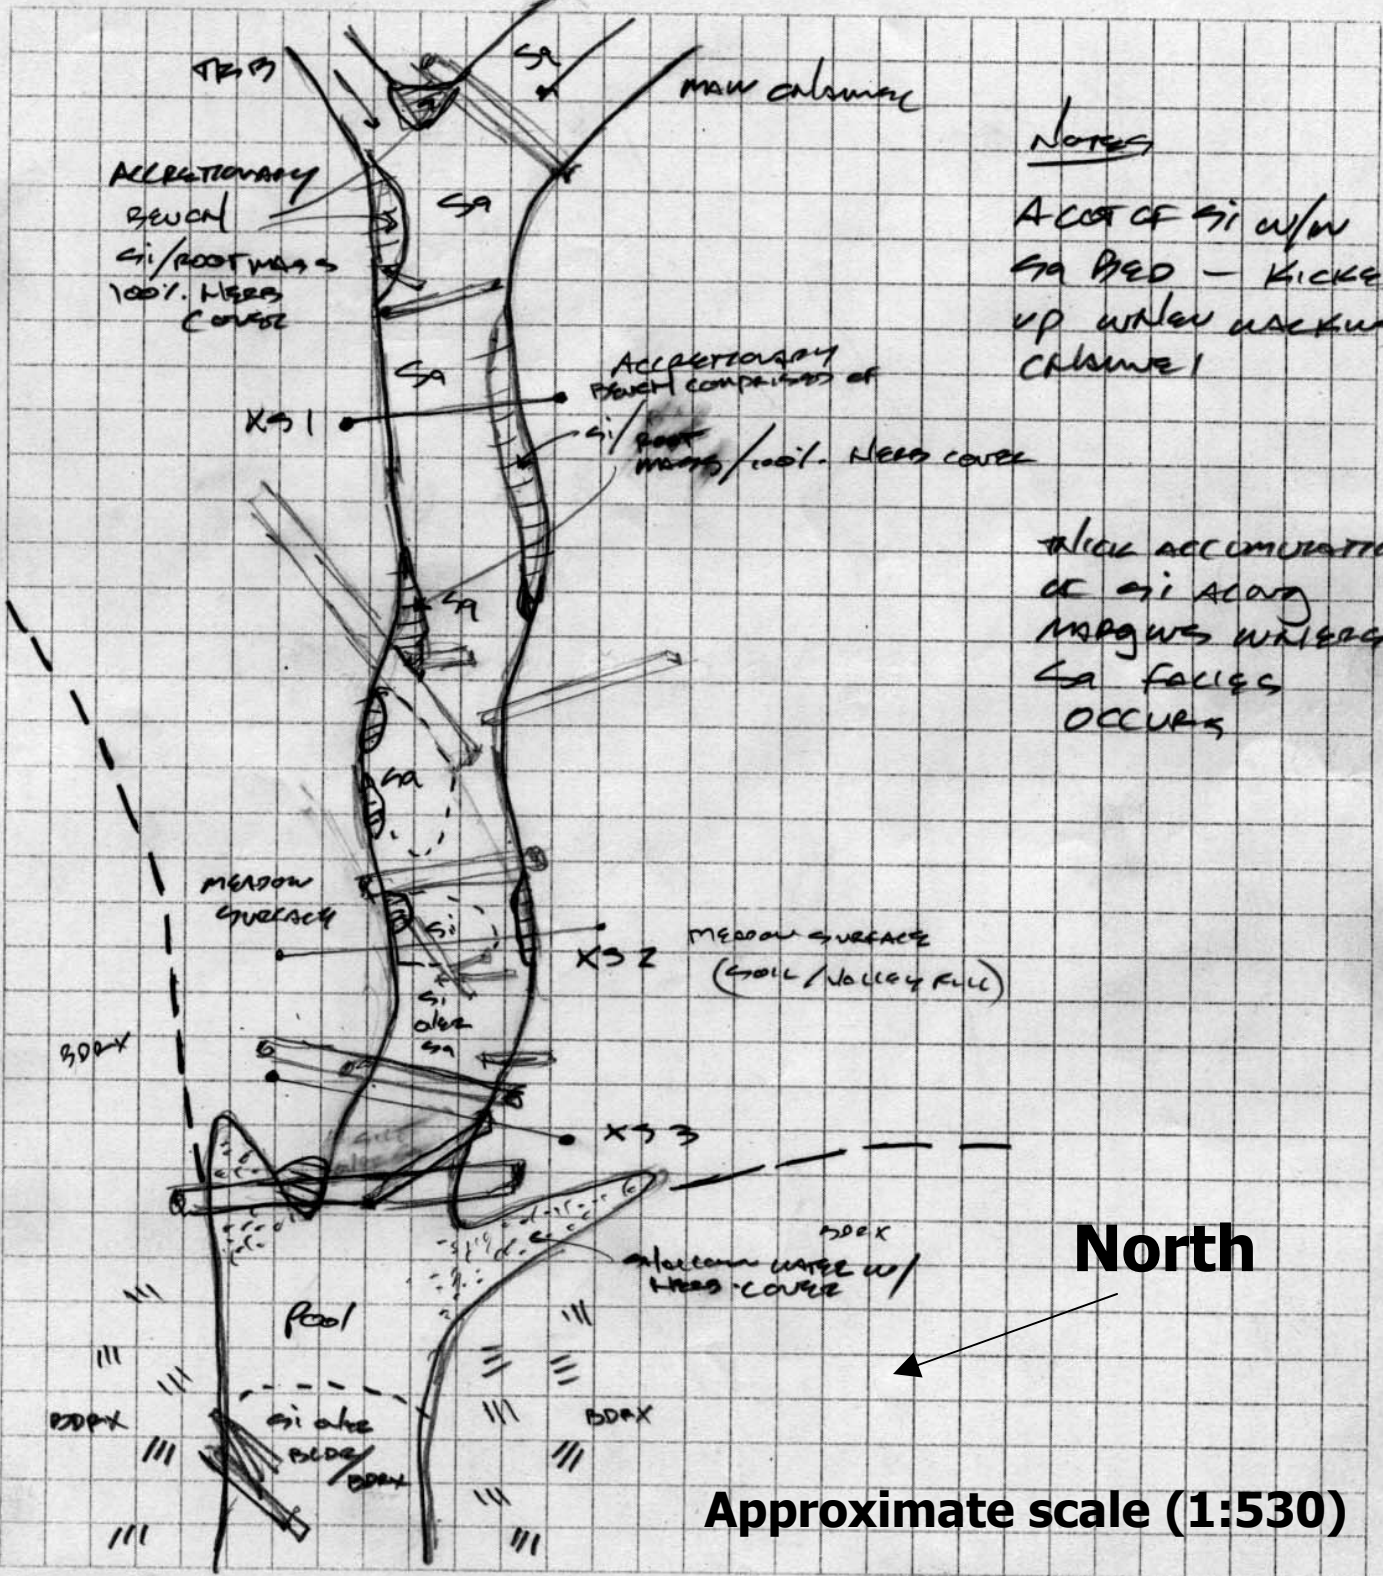 TRIB
Sa
MAIN CHANNEL
NOTES
ACCRETIONARY
BENCH
Si/ROOT MASS
100% HERB
COVER
Sa
A LOT OF Si W/IN
Sa BED — KICKE
UP WHEN WALKIN
CHANNEL
Sa
ACCRETIONARY
BENCH COMPRISED OF
Si/
ROOT
MASS/100% HERB COVER
XS 1
THICK ACCUMULATIO
OF Si ALONG
MARGINS WHERE
Sa FACIES
OCCURS
Sa
Sa
MEADOW
SURFACE
Si
XS 2
MEADOW SURFACE
(SOIL/VALLEY FILL)
Si
OVER
Sa
BDRX
XS 3
BDRX
SHALLOW WATER W/
HERB COVER
North
Pool
BDRX
Si OVER
BLDR/
BDRX
BDRX
Approximate scale (1:530)